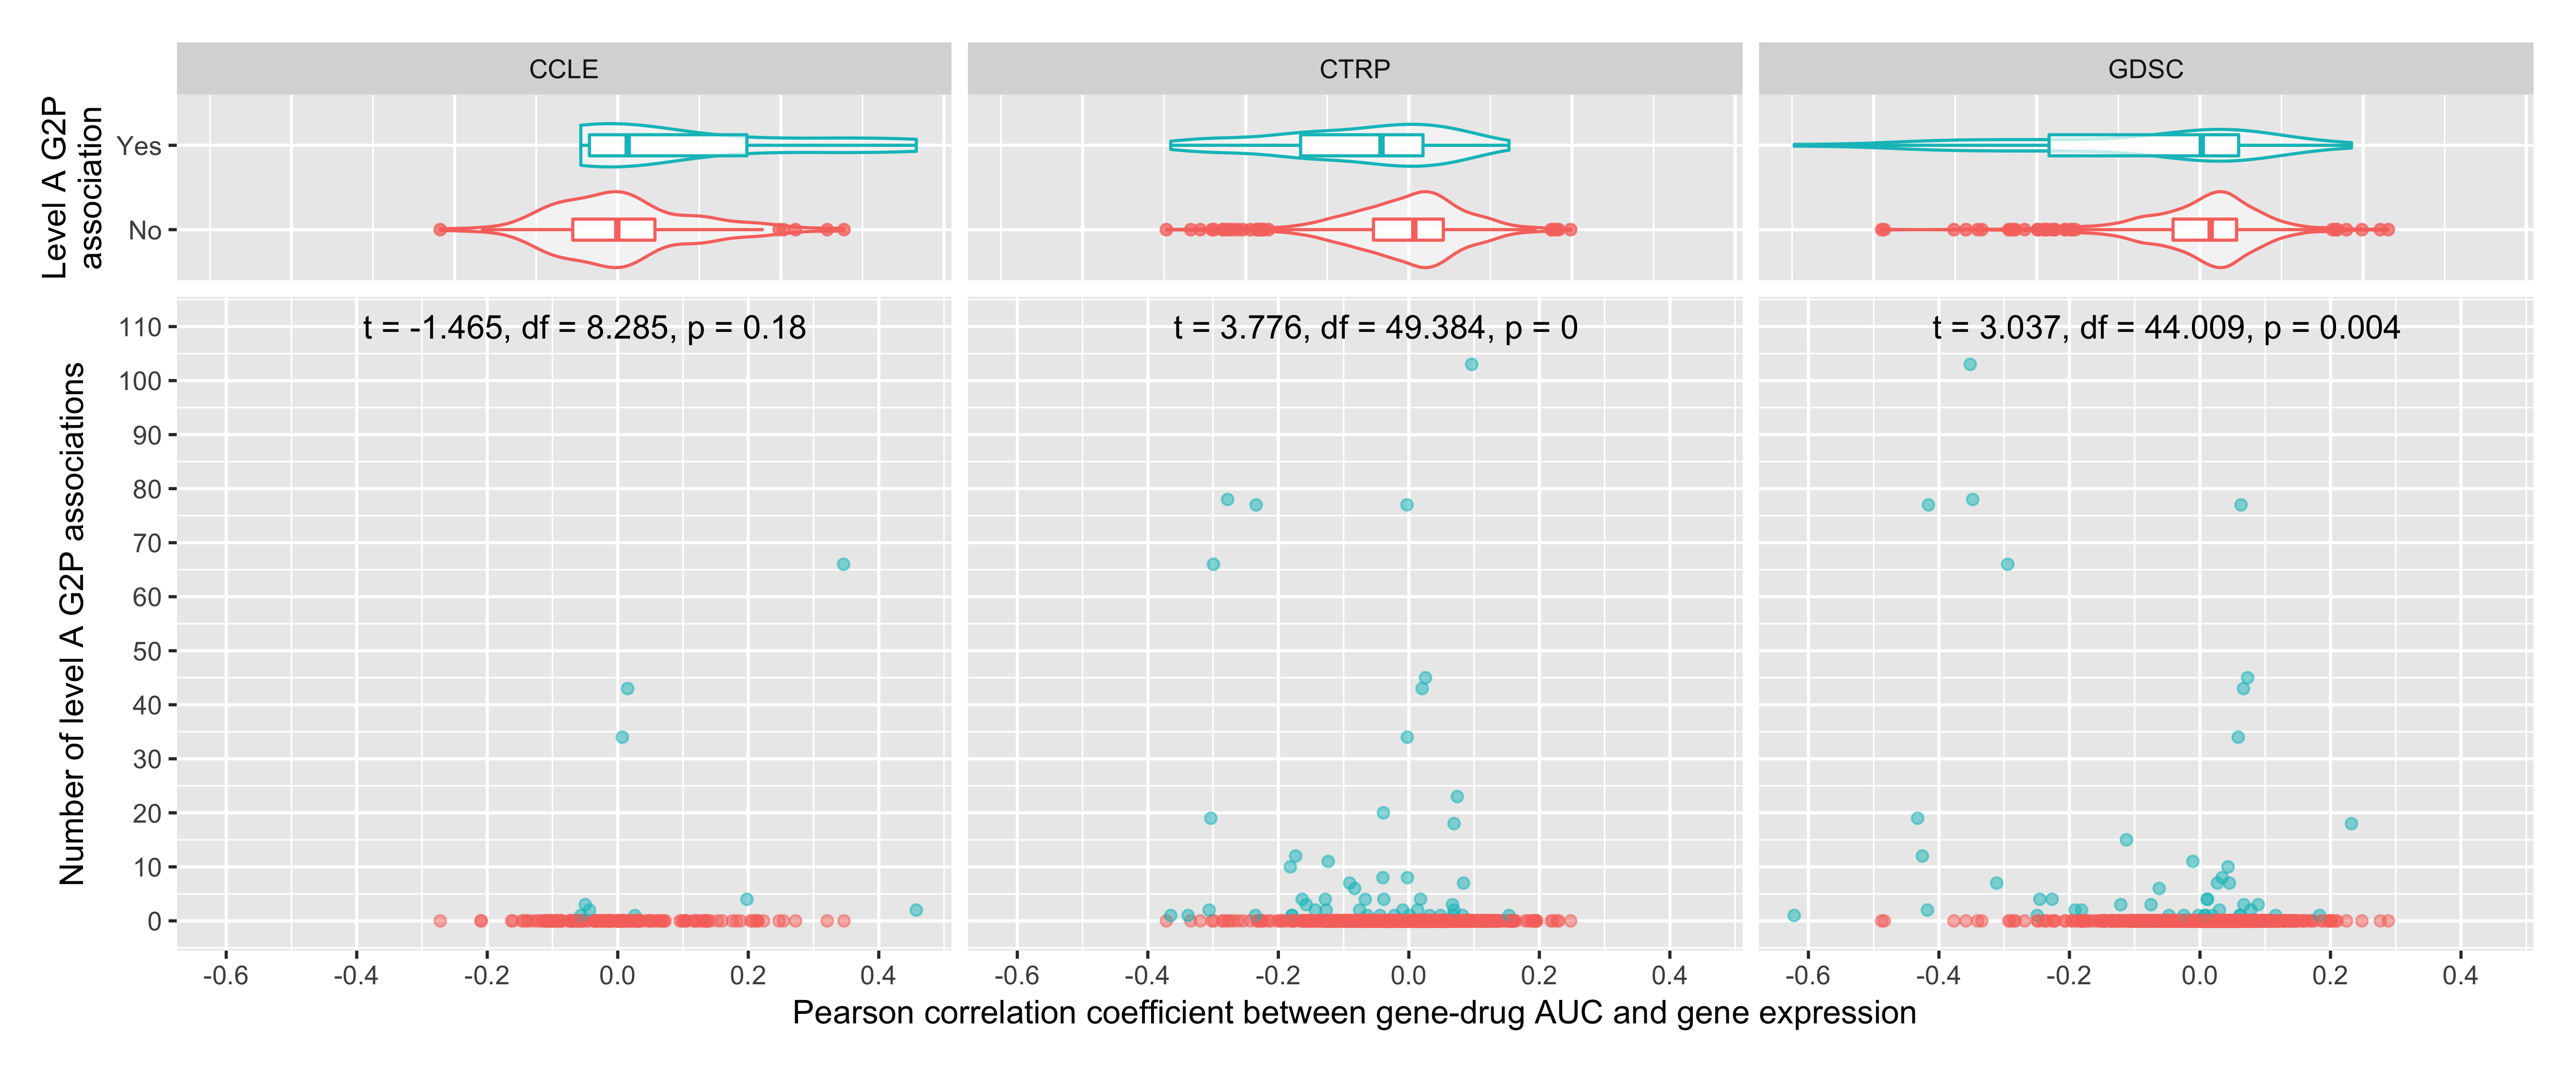 CCLE
CTRP
GDSC
Level A G2P
association
Yes
No
t = -1.465, df = 8.285, p = 0.18
t = 3.776, df = 49.384, p = 0
t = 3.037, df = 44.009, p = 0.004
Number of level A G2P associations
110
100
90
80
70
60
50
40
30
20
10
0
-0.6 -0.4 -0.2 0.0 0.2 0.4
-0.6 -0.4 -0.2 0.0 0.2 0.4
-0.6 -0.4 -0.2 0.0 0.2 0.4
Pearson correlation coefficient between gene-drug AUC and gene expression